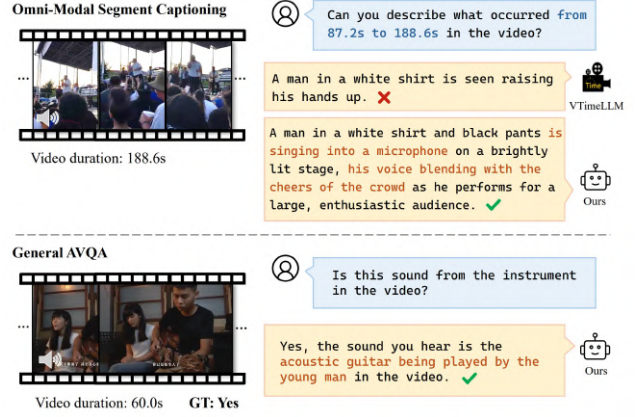 Omni-Modal Segment Captioning
Can you describe what occurred from
87.2s to 188.6s in the video?
...
...
A man in a white shirt is seen raising
his hands up.
Time
VTimeLLM
Video duration: 188.6s
A man in a white shirt and black pants is
singing into a microphone on a brightly
lit stage, his voice blending with the
cheers of the crowd as he performs for a
large, enthusiastic audience.
Ours
General AVQA
Is this sound from the instrument
in the video?
...
...
Yes, the sound you hear is the
acoustic guitar being played by the
young man in the video.
Ours
Video duration: 60.0s
GT: Yes